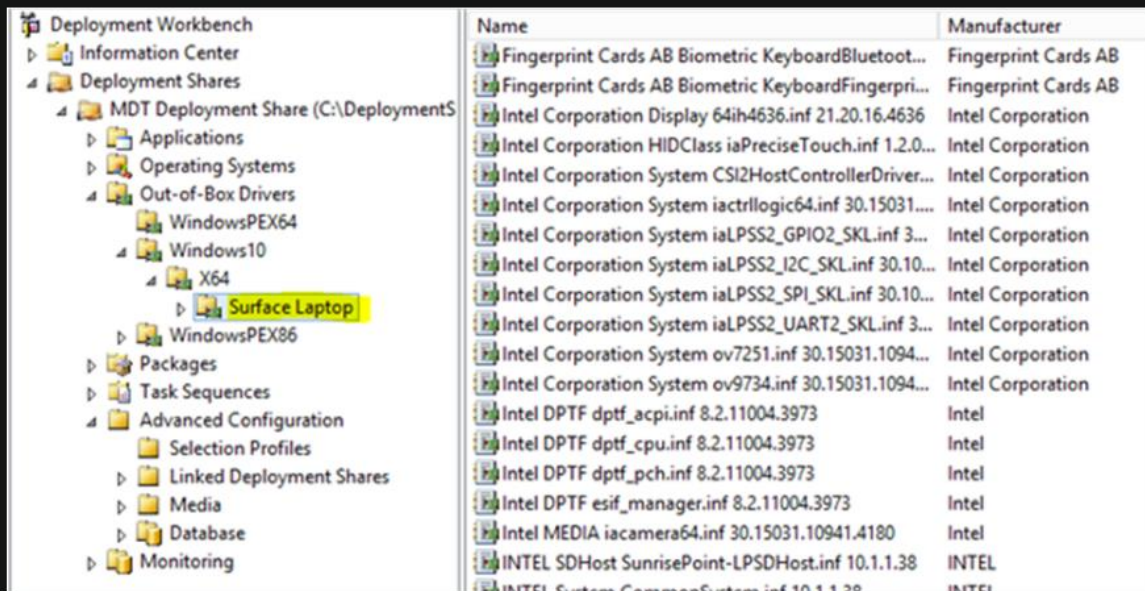 Deployment Workbench
Information Center
Deployment Shares
MDT Deployment Share (C:\DeploymentS
Applications
Operating Systems
Out-of-Box Drivers
WindowsPEX64
Windows10
X64
Surface Laptop
WindowsPEX86
Packages
Task Sequences
Advanced Configuration
Selection Profiles
Linked Deployment Shares
Media
Database
Monitoring
Name Manufacturer
Fingerprint Cards AB Biometric KeyboardBluetoot... Fingerprint Cards AB
Fingerprint Cards AB Biometric KeyboardFingerpri... Fingerprint Cards AB
Intel Corporation Display 64ih4636.inf 21.20.16.4636 Intel Corporation
Intel Corporation HIDClass iaPreciseTouch.inf 1.2.0... Intel Corporation
Intel Corporation System CSI2HostControllerDriver... Intel Corporation
Intel Corporation System iactrllogic64.inf 30.15031.... Intel Corporation
Intel Corporation System iaLPSS2_GPIO2_SKL.inf 3... Intel Corporation
Intel Corporation System iaLPSS2_I2C_SKL.inf 30.10... Intel Corporation
Intel Corporation System iaLPSS2_SPI_SKL.inf 30.10... Intel Corporation
Intel Corporation System iaLPSS2_UART2_SKL.inf 3... Intel Corporation
Intel Corporation System ov7251.inf 30.15031.1094... Intel Corporation
Intel Corporation System ov9734.inf 30.15031.1094... Intel Corporation
Intel DPTF dptf_acpi.inf 8.2.11004.3973 Intel
Intel DPTF dptf_cpu.inf 8.2.11004.3973 Intel
Intel DPTF dptf_pch.inf 8.2.11004.3973 Intel
Intel DPTF esif_manager.inf 8.2.11004.3973 Intel
Intel MEDIA iacamera64.inf 30.15031.10941.4180 Intel
INTEL SDHost SunrisePoint-LPSDHost.inf 10.1.1.38 INTEL
INTEL System CommonSystem.inf 10.1.1.38 INTEL